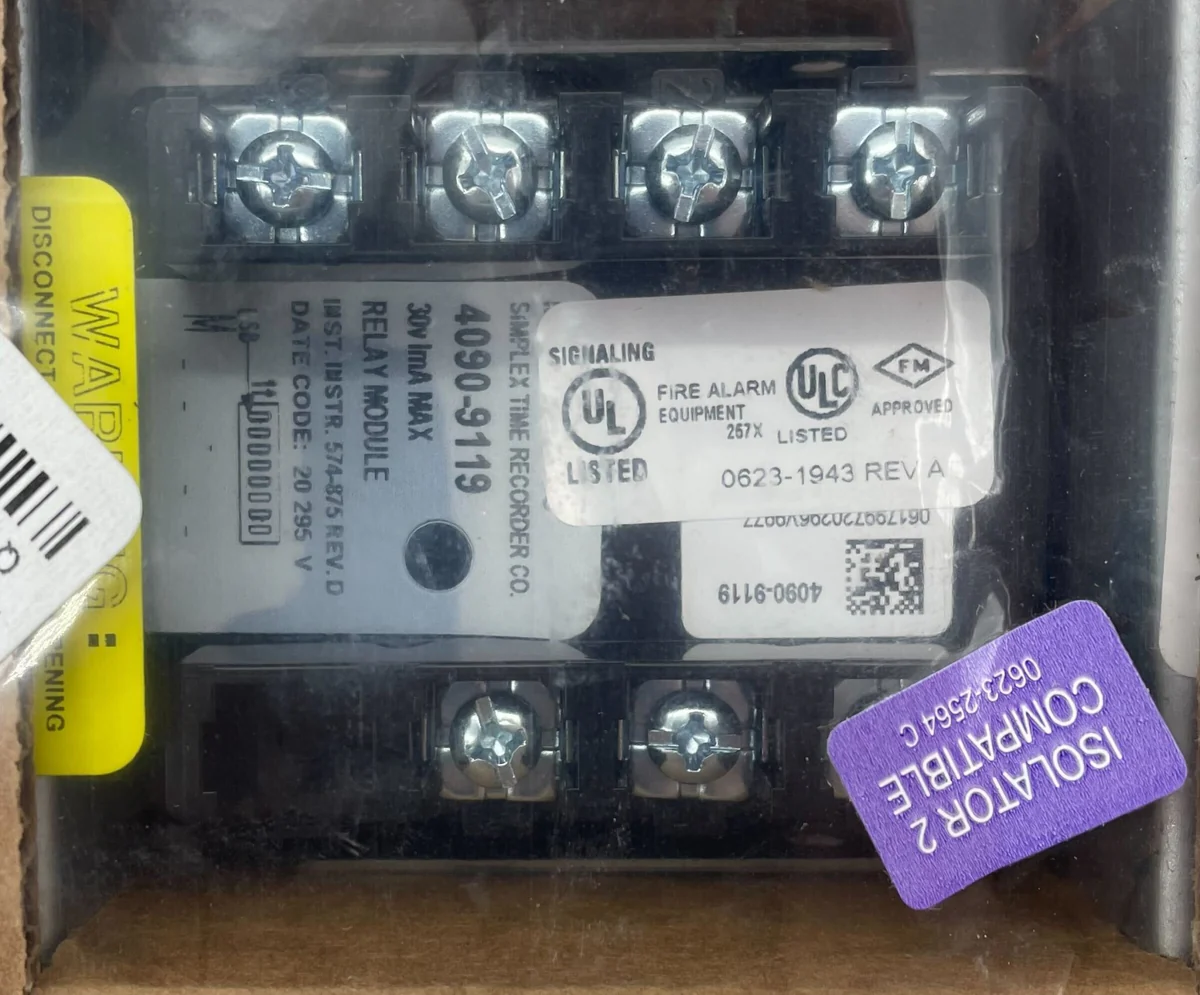 WARNING:
DISCONNECT
ENING
SIMPLEX TIME RECORDER CO.
4090-9119
30v 1mA MAX
RELAY MODULE
INST. INSTR. 574-875 REV. D
DATE CODE: 20 295 V
LSB
M
SIGNALING
UL
LISTED
FIRE ALARM
EQUIPMENT
267X
ULC
LISTED
FM
APPROVED
0623-1943 REV A
4090-9119
ISOLATOR 2
COMPATIBLE
0623-2564 C
Q